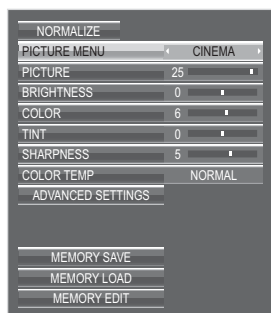 NORMALIZE
PICTURE MENU CINEMA
PICTURE 25
BRIGHTNESS 0
COLOR 6
TINT 0
SHARPNESS 5
COLOR TEMP NORMAL
ADVANCED SETTINGS
MEMORY SAVE
MEMORY LOAD
MEMORY EDIT